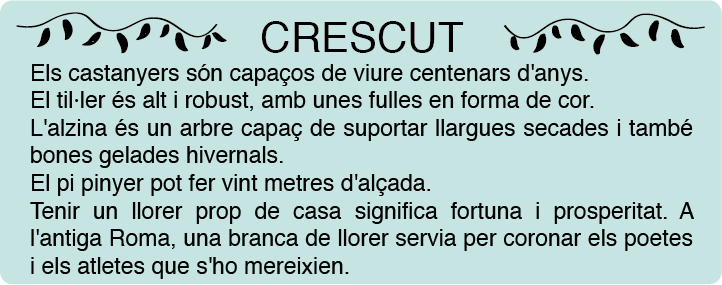 CRESCUT
Els castanyers són capaços de viure centenars d'anys.
El til·ler és alt i robust, amb unes fulles en forma de cor.
L'alzina és un arbre capaç de suportar llargues secades i també
bones gelades hivernals.
El pi pinyer pot fer vint metres d'alçada.
Tenir un llorer prop de casa significa fortuna i prosperitat. A
l'antiga Roma, una branca de llorer servia per coronar els poetes
i els atletes que s'ho mereixien.